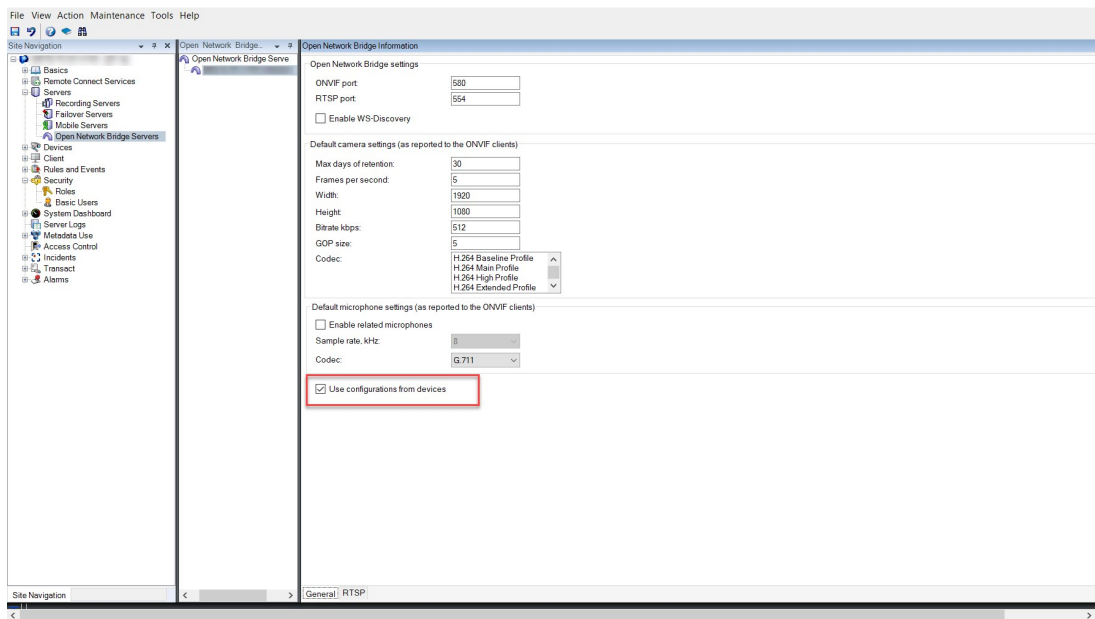 File View Action Maintenance Tools Help
Site Navigation
Basics
Remote Connect Services
Servers
Recording Servers
Failover Servers
Mobile Servers
Open Network Bridge Servers
Devices
Client
Rules and Events
Security
Roles
Basic Users
System Dashboard
Server Logs
Metadata Use
Access Control
Incidents
Transact
Alarms
Site Navigation
Open Network Bridge...
Open Network Bridge Serve
Open Network Bridge Information
Open Network Bridge settings
ONVIF port: 580
RTSP port: 554
Enable WS-Discovery
Default camera settings (as reported to the ONVIF clients)
Max days of retention: 30
Frames per second: 5
Width: 1920
Height: 1080
Bitrate kbps: 512
GOP size: 5
Codec: H.264 Baseline Profile
H.264 Main Profile
H.264 High Profile
H.264 Extended Profile
Default microphone settings (as reported to the ONVIF clients)
Enable related microphones
Sample rate, kHz: 8
Codec: G.711
Use configurations from devices
General RTSP